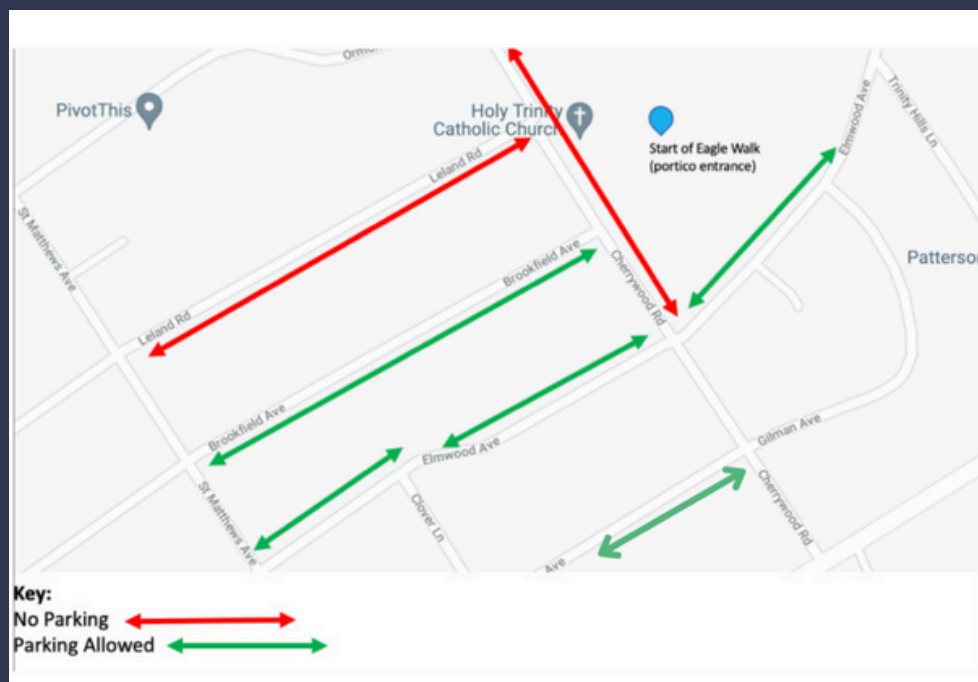 Ormo
PivotThis
Holy Trinity
Catholic Church
Start of Eagle Walk
(portico entrance)
Elmwood Ave
Trinity Hills Ln
Leland Rd
St Matthews Ave
Patterson
Brookfield Ave
Cherrywood Rd
Leland Rd
Brookfield Ave
Elmwood Ave
Gilman Ave
St Matthews Ave
Clover Ln
Cherrywood Rd
Ave
Key:
No Parking
Parking Allowed